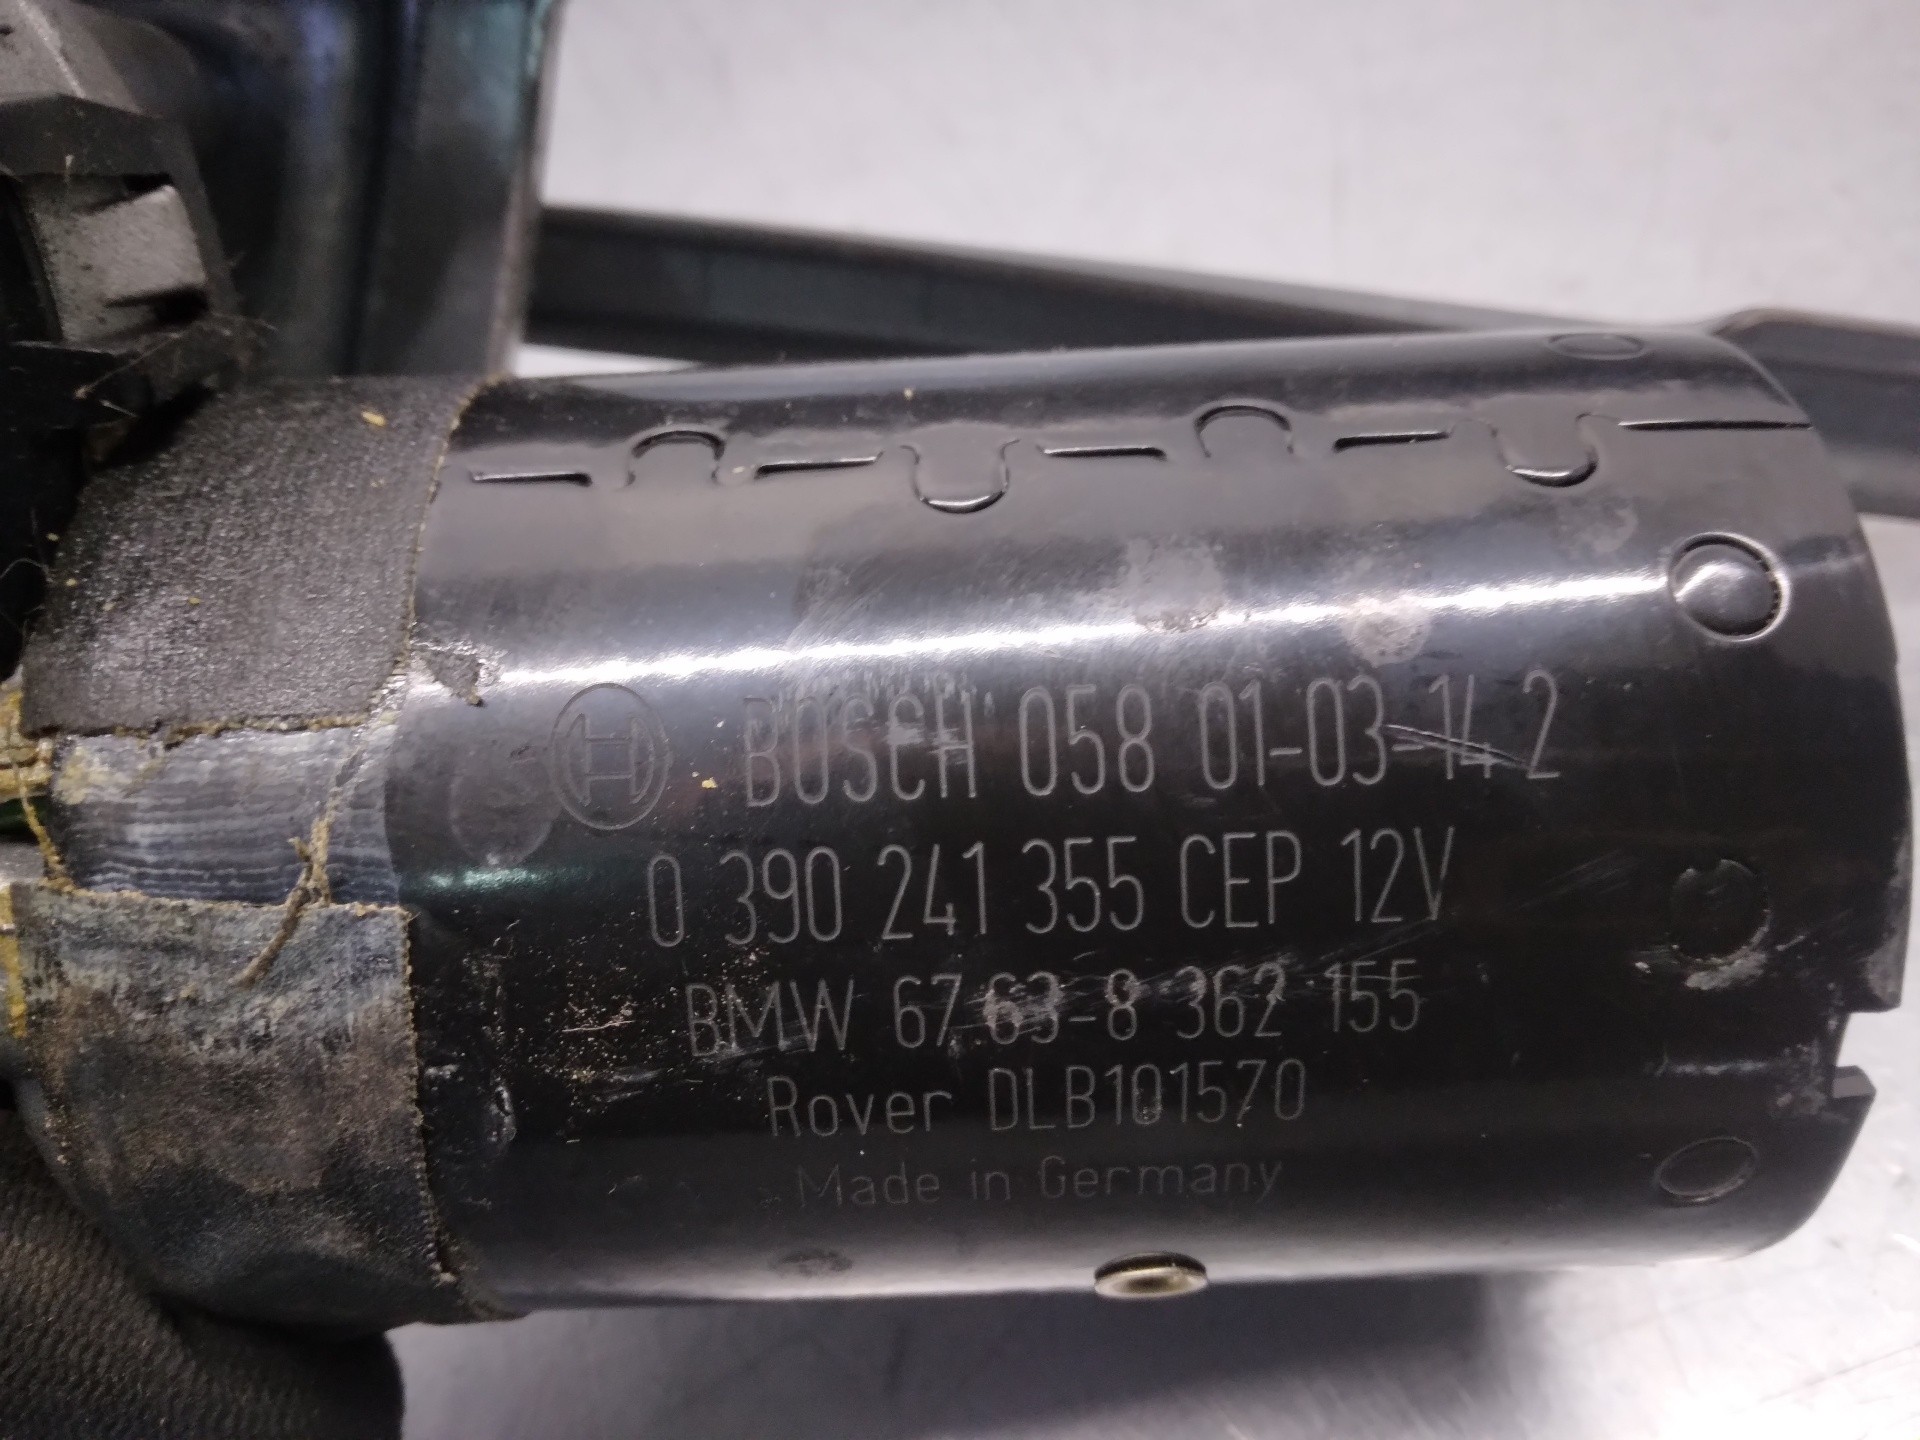 BOSCH 058 01-03-14 2
0 390 241 355 CEP 12V
BMW 67 63-8 362 155
Rover DLB101570
Made in Germany